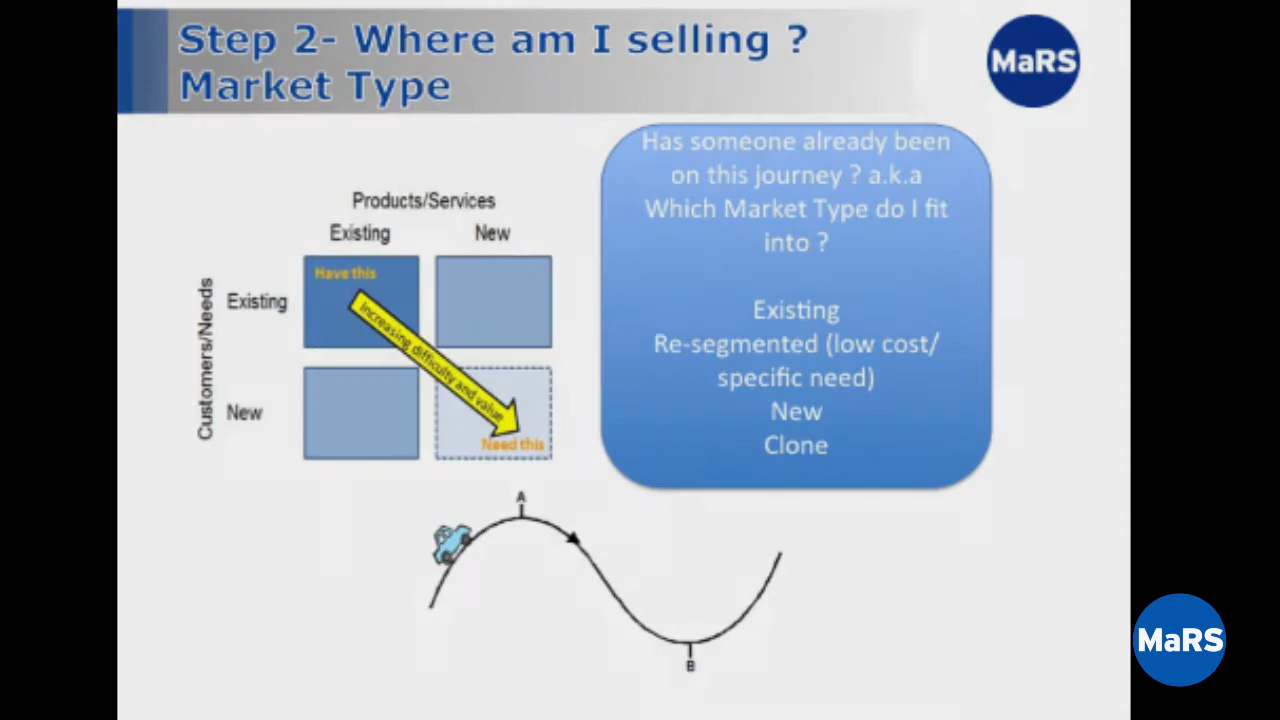 Step 2- Where am I selling ?
Market Type
MaRS
Has someone already been
on this journey ? a.k.a
Which Market Type do I fit
into ?
Existing
Re-segmented (low cost/
specific need)
New
Clone
Products/Services
Existing
New
Customers/Needs
Existing
New
Have this
Increasing difficulty and value
Need this
A
B
MaRS